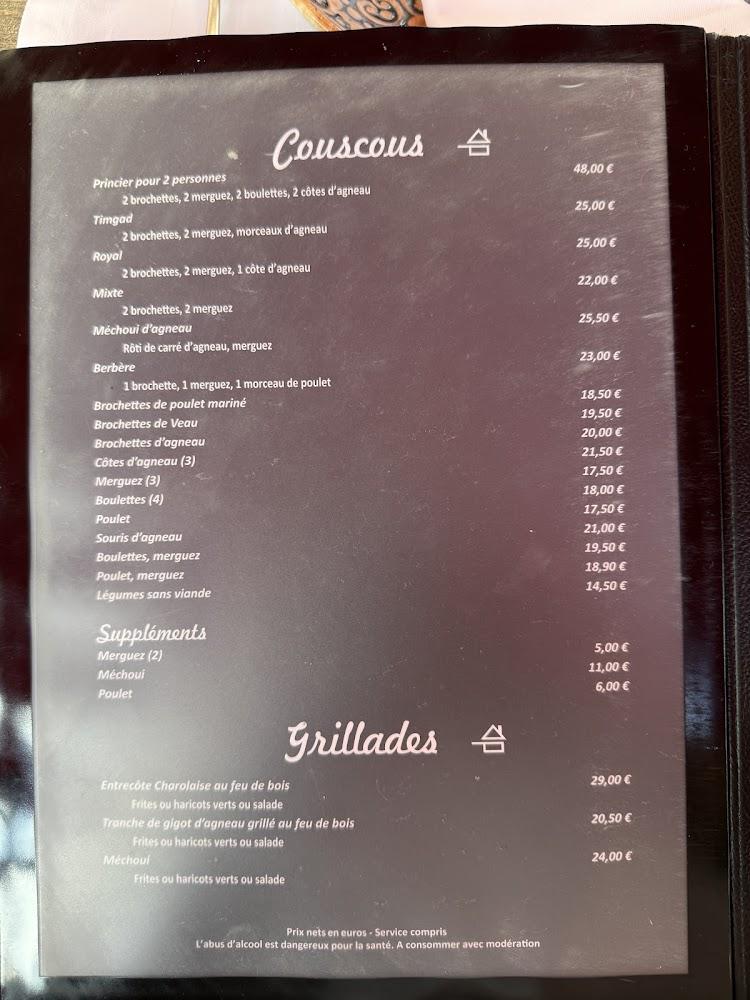 Couscous
Princier pour 2 personnes 48,00 €
2 brochettes, 2 merguez, 2 boulettes, 2 côtes d'agneau
Timgad 25,00 €
2 brochettes, 2 merguez, morceaux d'agneau
Royal 25,00 €
2 brochettes, 2 merguez, 1 côte d'agneau
Mixte 22,00 €
2 brochettes, 2 merguez
Méchoui d'agneau 25,50 €
Rôti de carré d'agneau, merguez
Berbère 23,00 €
1 brochette, 1 merguez, 1 morceau de poulet
Brochettes de poulet mariné 18,50 €
Brochettes de Veau 19,50 €
Brochettes d'agneau 20,00 €
Côtes d'agneau (3) 21,50 €
Merguez (3) 17,50 €
Boulettes (4) 18,00 €
Poulet 17,50 €
Souris d'agneau 21,00 €
Boulettes, merguez 19,50 €
Poulet, merguez 18,90 €
Légumes sans viande 14,50 €
Suppléments
Merguez (2) 5,00 €
Méchoui 11,00 €
Poulet 6,00 €
Grillades
Entrecôte Charolaise au feu de bois 29,00 €
Frites ou haricots verts ou salade
Tranche de gigot d'agneau grillé au feu de bois 20,50 €
Frites ou haricots verts ou salade
Méchoui 24,00 €
Frites ou haricots verts ou salade
Prix nets en euros - Service compris
L'abus d'alcool est dangereux pour la santé. A consommer avec modération